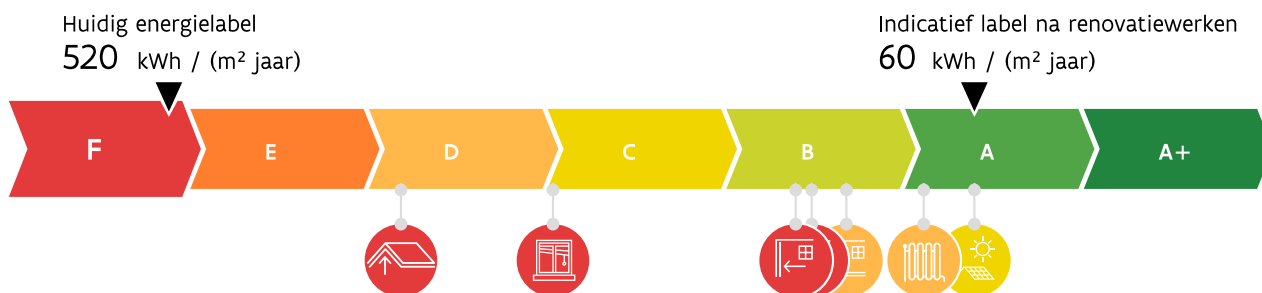 Huidig energielabel
520 kWh / (m² jaar)
Indicatief label na renovatiewerken
60 kWh / (m² jaar)
F E D C B A A+